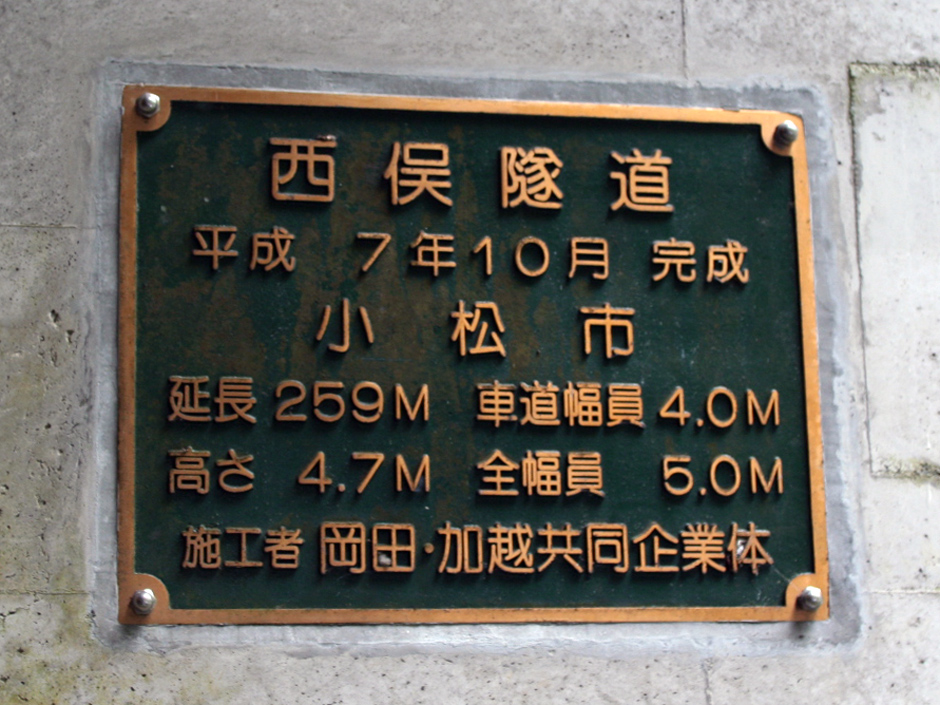 西俣隧道
平成 7年10月 完成
小松市
延長 259M 車道幅員 4.0M
高さ 4.7M 全幅員 5.0M
施工者 岡田・加越共同企業体